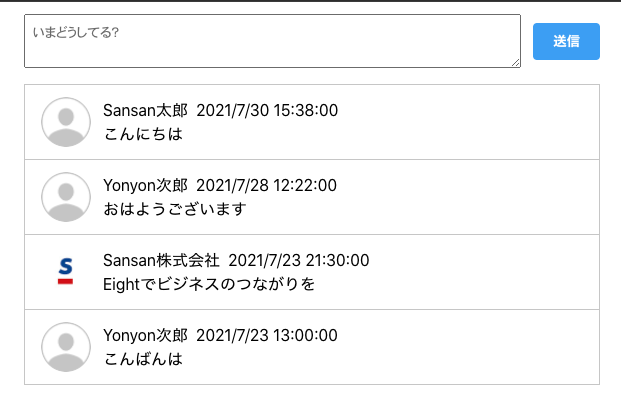 いまどうしてる?
送信
Sansan太郎 2021/7/30 15:38:00
こんにちは
Yonyon次郎 2021/7/28 12:22:00
おはようございます
S
Sansan株式会社 2021/7/23 21:30:00
Eightでビジネスのつながりを
Yonyon次郎 2021/7/23 13:00:00
こんばんは